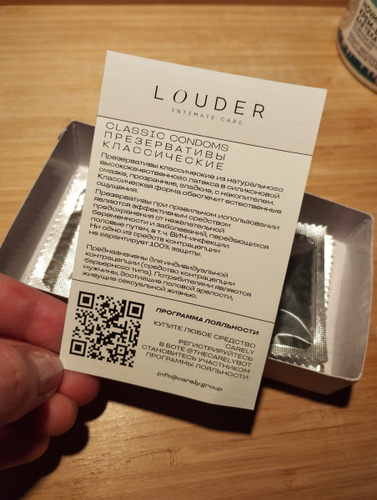 LOUDER
INTIMATE CARE
CLASSIC CONDOMS
ПРЕЗЕРВАТИВЫ
КЛАССИЧЕСКИЕ
Презервативы классические из натурального
высококачественного латекса в силиконовой
смазке, прозрачные, гладкие, с накопителем.
Классическая форма обеспечит естественные
ощущения.
Презервативы при правильном использовании
являются эффективным средством
предохранения от нежелательной
беременности и заболеваний, передающихся
половым путем, в т. ч. ВИЧ-инфекции.
Ни одно из средств контрацепции
не гарантирует 100% защиты.
Предназначены для индивидуальной
контрацепции (средство контрацепции
барьерного типа). Потребителями являются
мужчины, достигшие половой зрелости,
живущие сексуальной жизнью.
ПРОГРАММА ЛОЯЛЬНОСТИ
КУПИТЕ ЛЮБОЕ СРЕДСТВО
CARELY
РЕГИСТРИРУЙТЕСЬ
В БОТЕ @THECARELYBOT
СТАНОВИТЕСЬ УЧАСТНИКОМ
ПРОГРАММЫ ЛОЯЛЬНОСТИ
info@carely.group